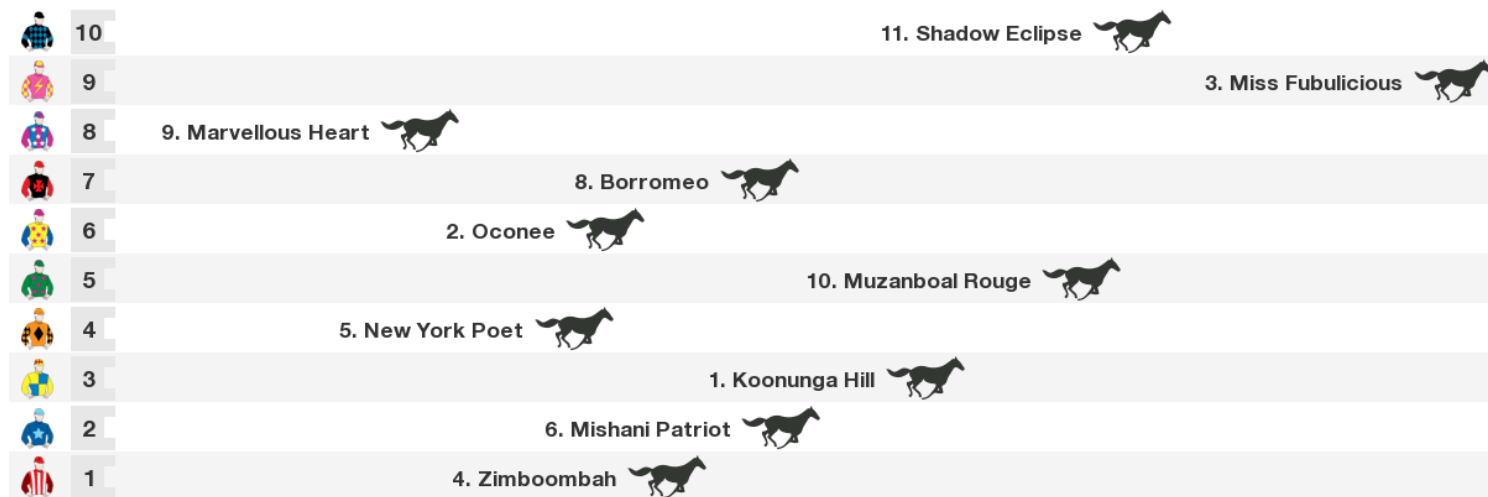 10 11. Shadow Eclipse
9 3. Miss Fubulicious
8 9. Marvellous Heart
7 8. Borromeo
6 2. Oconee
5 10. Muzanboal Rouge
4 5. New York Poet
3 1. Koonunga Hill
2 6. Mishani Patriot
1 4. Zimboombah